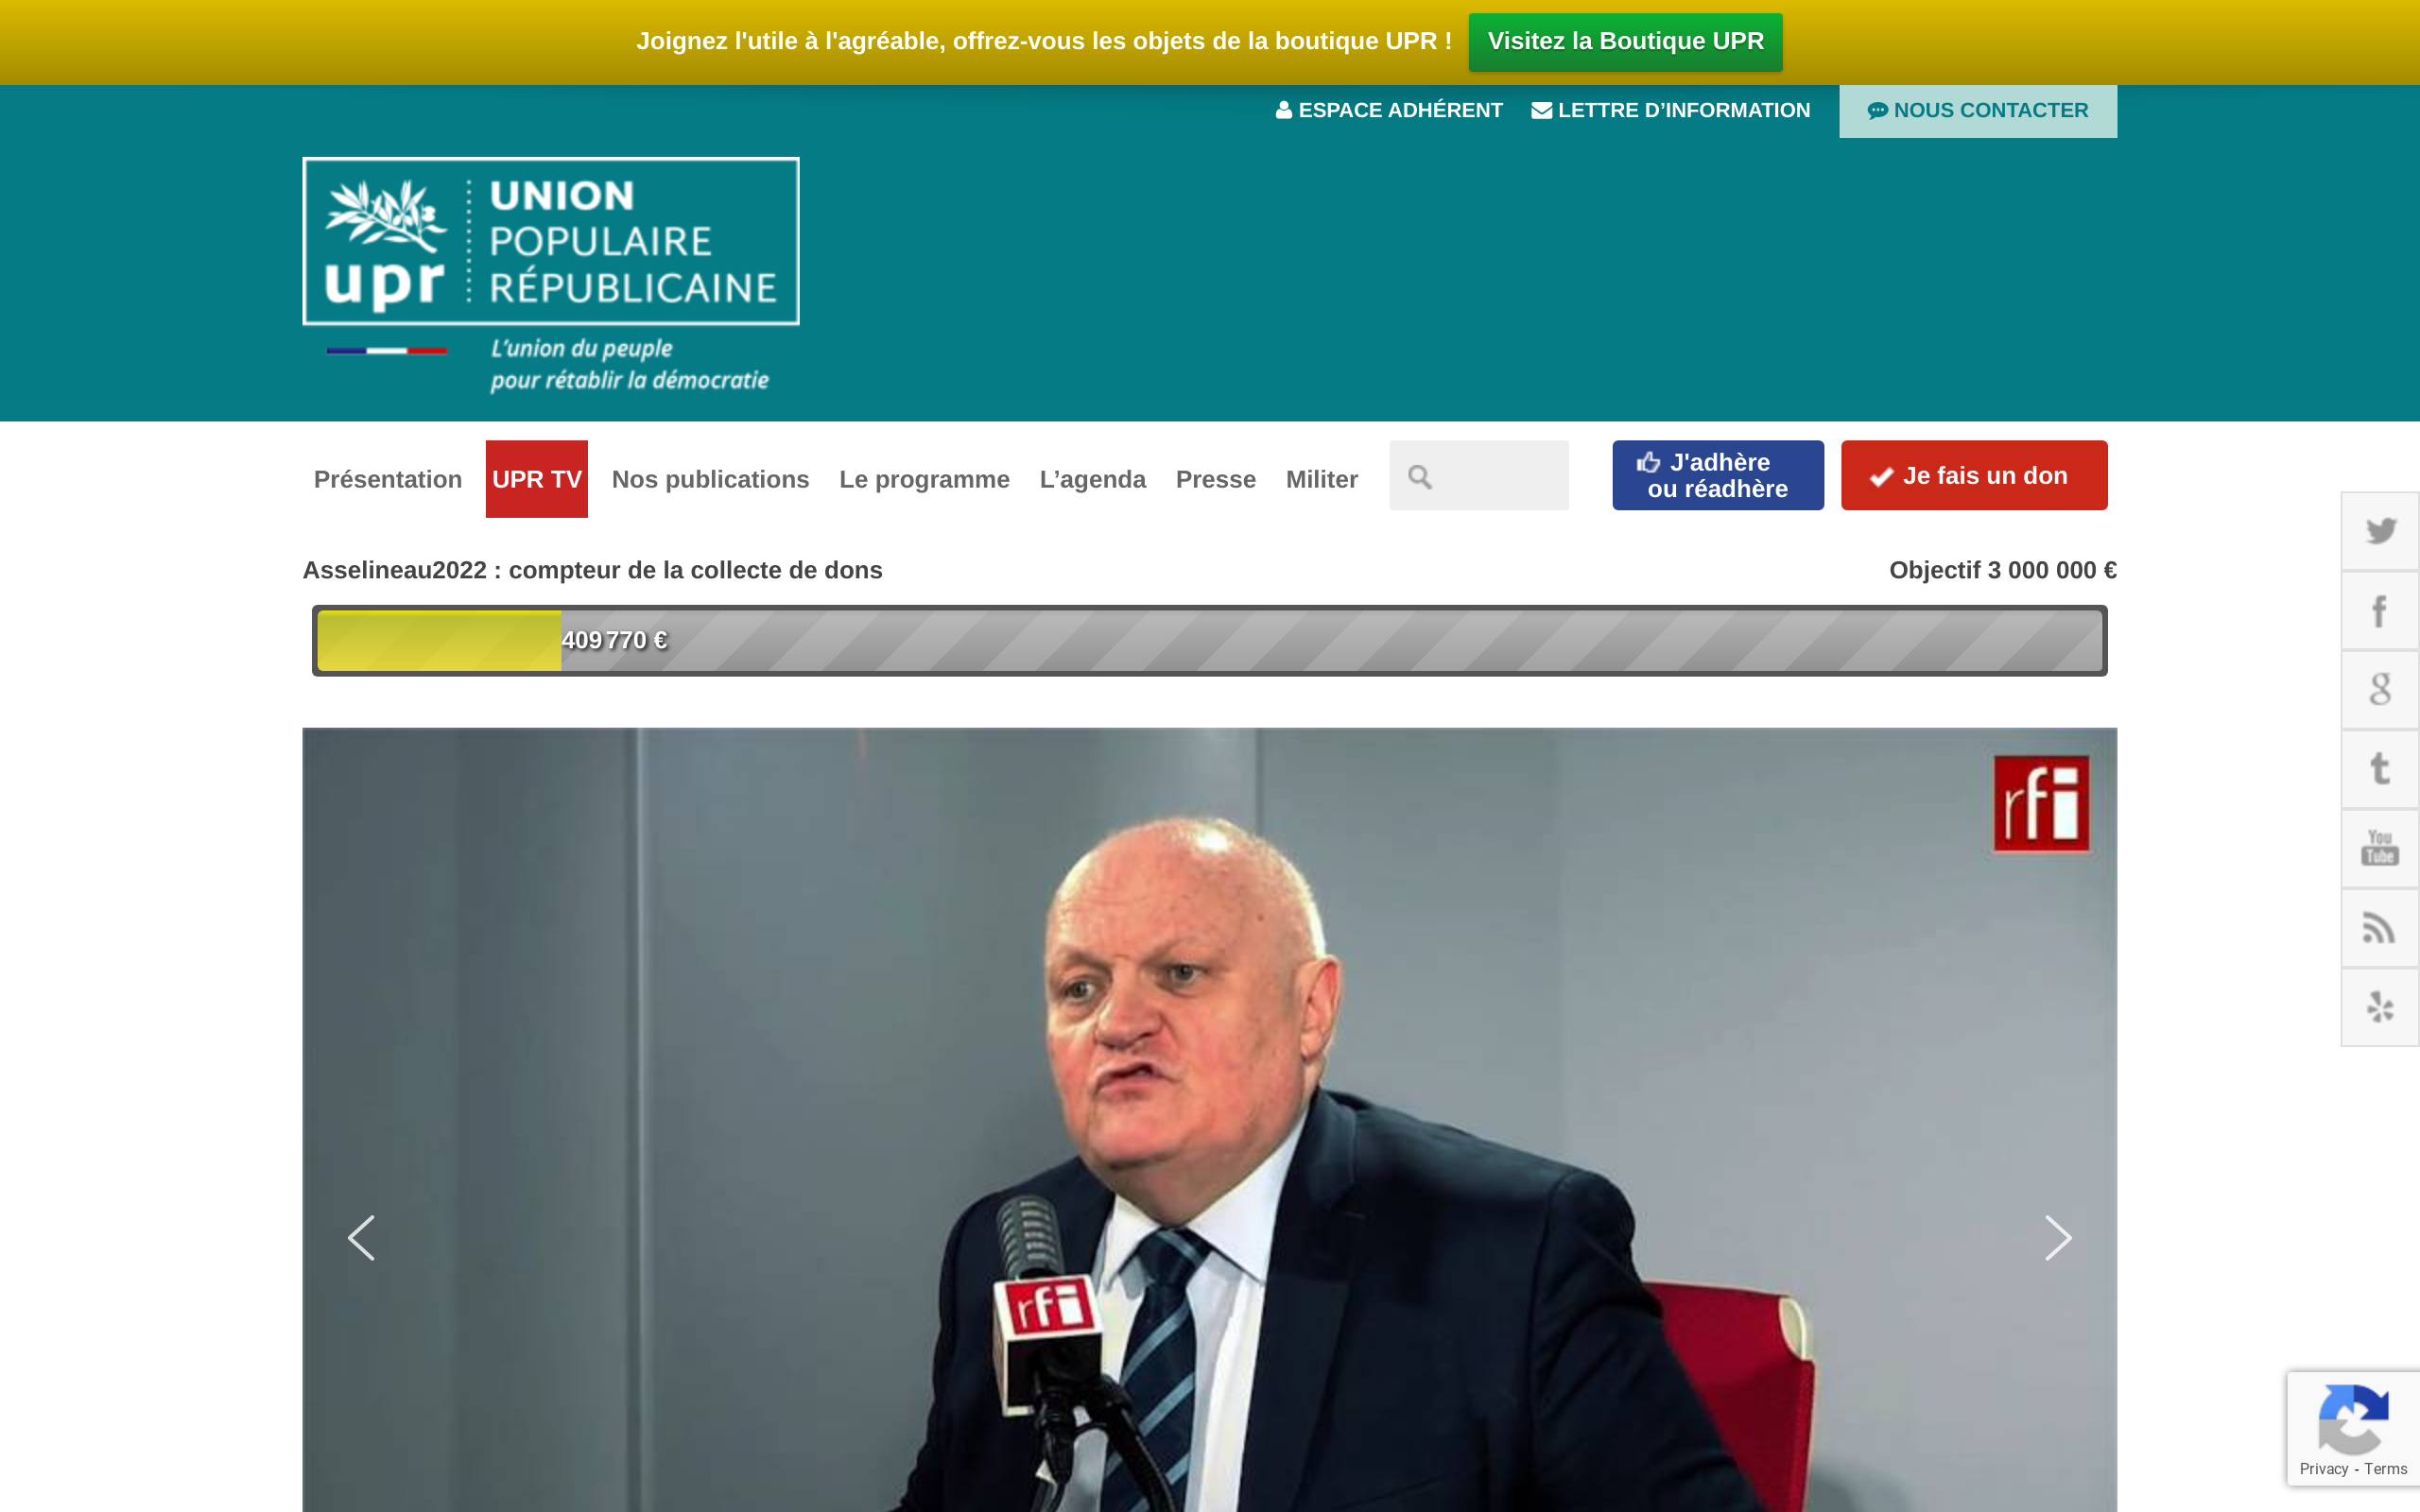 Joignez l'utile à l'agréable, offrez-vous les objets de la boutique UPR ! Visitez la Boutique UPR
ESPACE ADHÉRENT LETTRE D’INFORMATION NOUS CONTACTER
UNION
POPULAIRE
RÉPUBLICAINE
upr
L’union du peuple
pour rétablir la démocratie
Présentation UPR TV Nos publications Le programme L’agenda Presse Militer
J'adhère
ou réadhère
Je fais un don
Asselineau2022 : compteur de la collecte de dons Objectif 3 000 000 €
409 770 €
rfi
You
Tube
rfi
Privacy - Terms